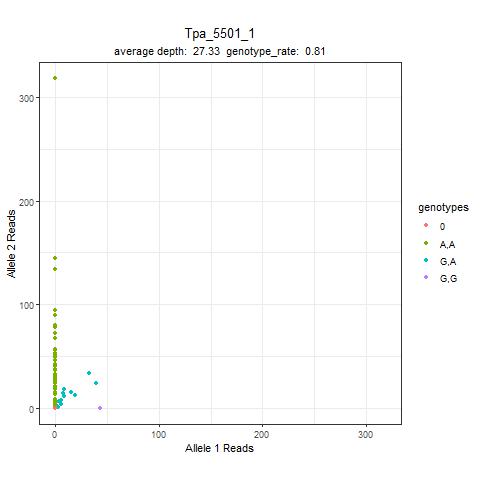 Tpa_5501_1
average depth: 27.33 genotype_rate: 0.81
300
200
100
0
Allele 2 Reads
0 100 200 300
Allele 1 Reads
genotypes
0
A,A
G,A
G,G